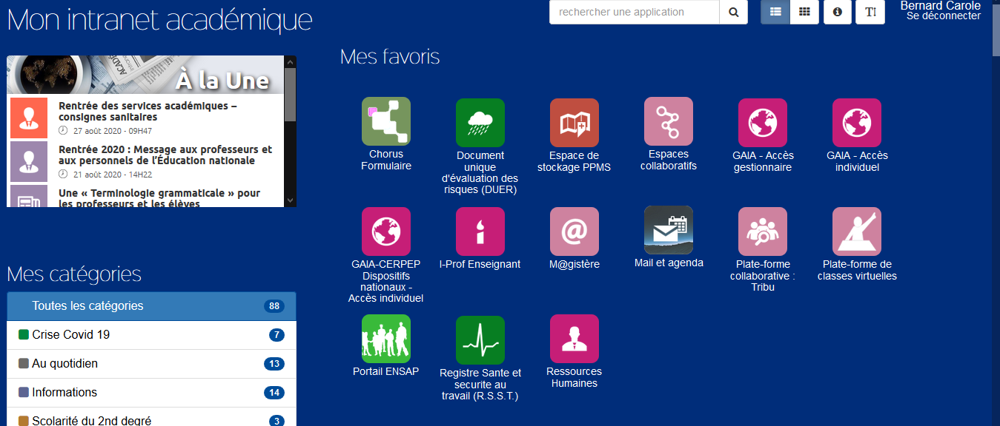 Mon intranet académique
rechercher une application
Bernard Carole
Se déconnecter
À la Une
Rentrée des services académiques –
consignes sanitaires
27 août 2020 - 09H47
Rentrée 2020 : Message aux professeurs et
aux personnels de l’Éducation nationale
21 août 2020 - 14H22
Une « Terminologie grammaticale » pour
les professeurs et les élèves
Mes catégories
Toutes les catégories 88
Crise Covid 19 7
Au quotidien 13
Informations 14
Scolarité du 2nd degré 3
Mes favoris
Chorus
Formulaire
Document
unique
d'évaluation des
risques (DUER)
Espace de
stockage PPMS
Espaces
collaboratifs
GAIA - Accès
gestionnaire
GAIA - Accès
individuel
GAIA-CERPEP
Dispositifs
nationaux -
Accès individuel
I-Prof Enseignant
M@gistère
Mail et agenda
Plate-forme
collaborative :
Tribu
Plate-forme de
classes virtuelles
Portail ENSAP
Registre Sante et
securite au
travail (R.S.S.T.)
Ressources
Humaines